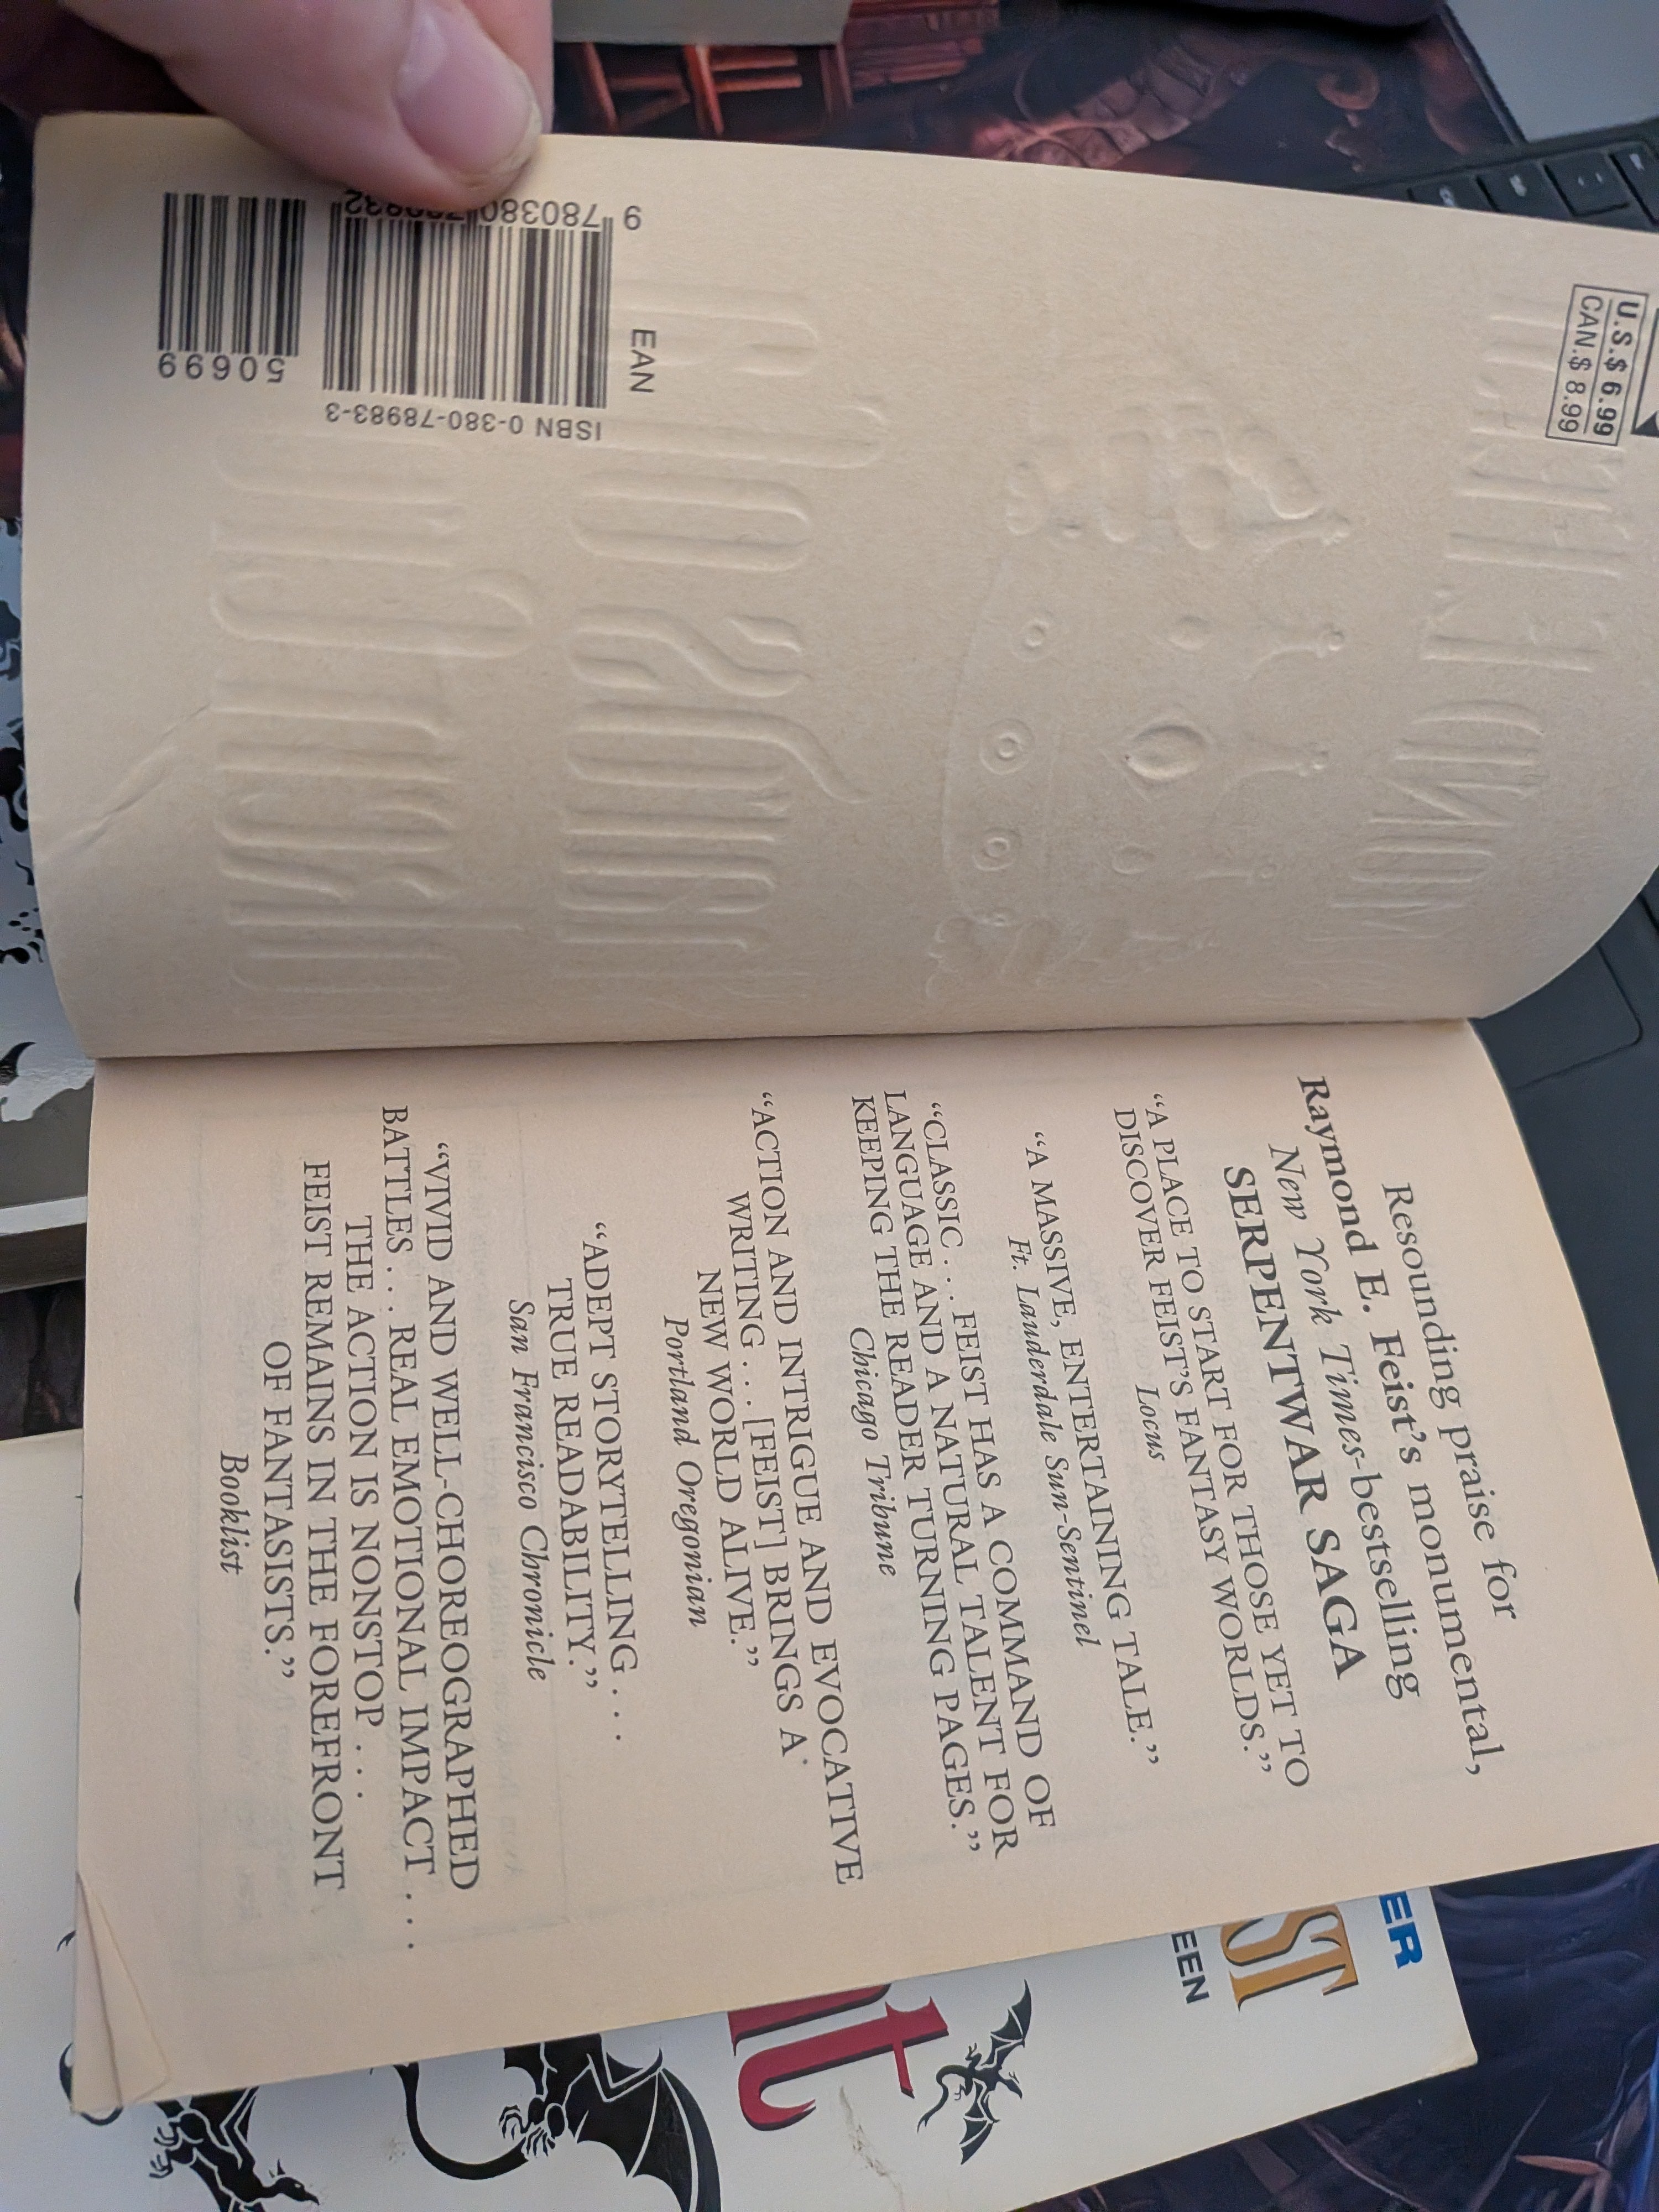 U.S.$ 6.99
CAN.$ 8.99
EAN
ISBN 0-380-78983-3
50699
Resounding praise for
Raymond E. Feist's monumental,
New York Times-bestselling
SERPENTWAR SAGA
“A PLACE TO START FOR THOSE YET TO
DISCOVER FEIST'S FANTASY WORLDS.”
Locus
“A MASSIVE, ENTERTAINING TALE.”
Ft. Lauderdale Sun-Sentinel
“CLASSIC . . . FEIST HAS A COMMAND OF
LANGUAGE AND A NATURAL TALENT FOR
KEEPING THE READER TURNING PAGES.”
Chicago Tribune
“ACTION AND INTRIGUE AND EVOCATIVE
WRITING . . . [FEIST] BRINGS A
NEW WORLD ALIVE.”
Portland Oregonian
“ADEPT STORYTELLING . . .
TRUE READABILITY.”
San Francisco Chronicle
“VIVID AND WELL-CHOREOGRAPHED
BATTLES . . . REAL EMOTIONAL IMPACT . . .
THE ACTION IS NONSTOP . . .
FEIST REMAINS IN THE FOREFRONT
OF FANTASISTS.”
Booklist
ER
ST
EEN